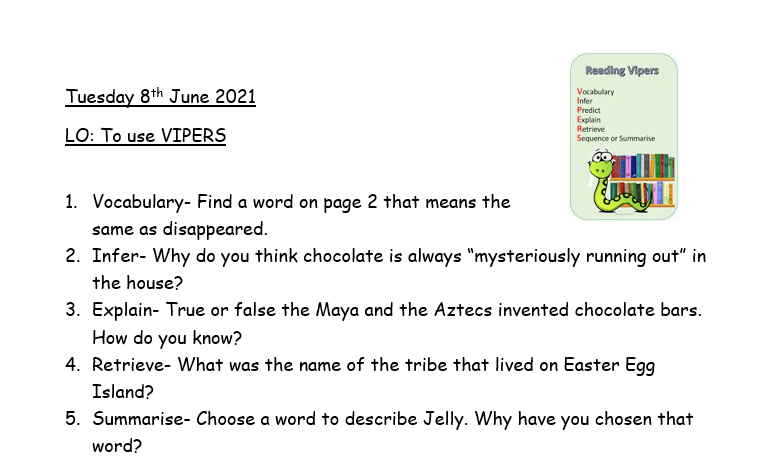 Reading Vipers
Vocabulary
Infer
Predict
Explain
Retrieve
Sequence or Summarise
Tuesday 8th June 2021
LO: To use VIPERS
1. Vocabulary- Find a word on page 2 that means the
same as disappeared.
2. Infer- Why do you think chocolate is always “mysteriously running out” in
the house?
3. Explain- True or false the Maya and the Aztecs invented chocolate bars.
How do you know?
4. Retrieve- What was the name of the tribe that lived on Easter Egg
Island?
5. Summarise- Choose a word to describe Jelly. Why have you chosen that
word?